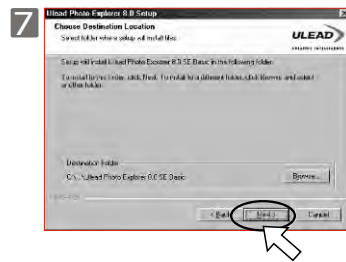 7
Ulead Photo Explorer 8.0 Setup
Choose Destination Location
Select folder where setup will install files.
ULEAD
Setup will install Ulead Photo Explorer 8.0 SE Basic in the following folder.
To install to this folder, click Next. To install to a different folder, click Browse and select
another folder.
Destination Folder
C:\...\Ulead Photo Explorer 8.0 SE Basic
Browse...
< Back
Next >
Cancel